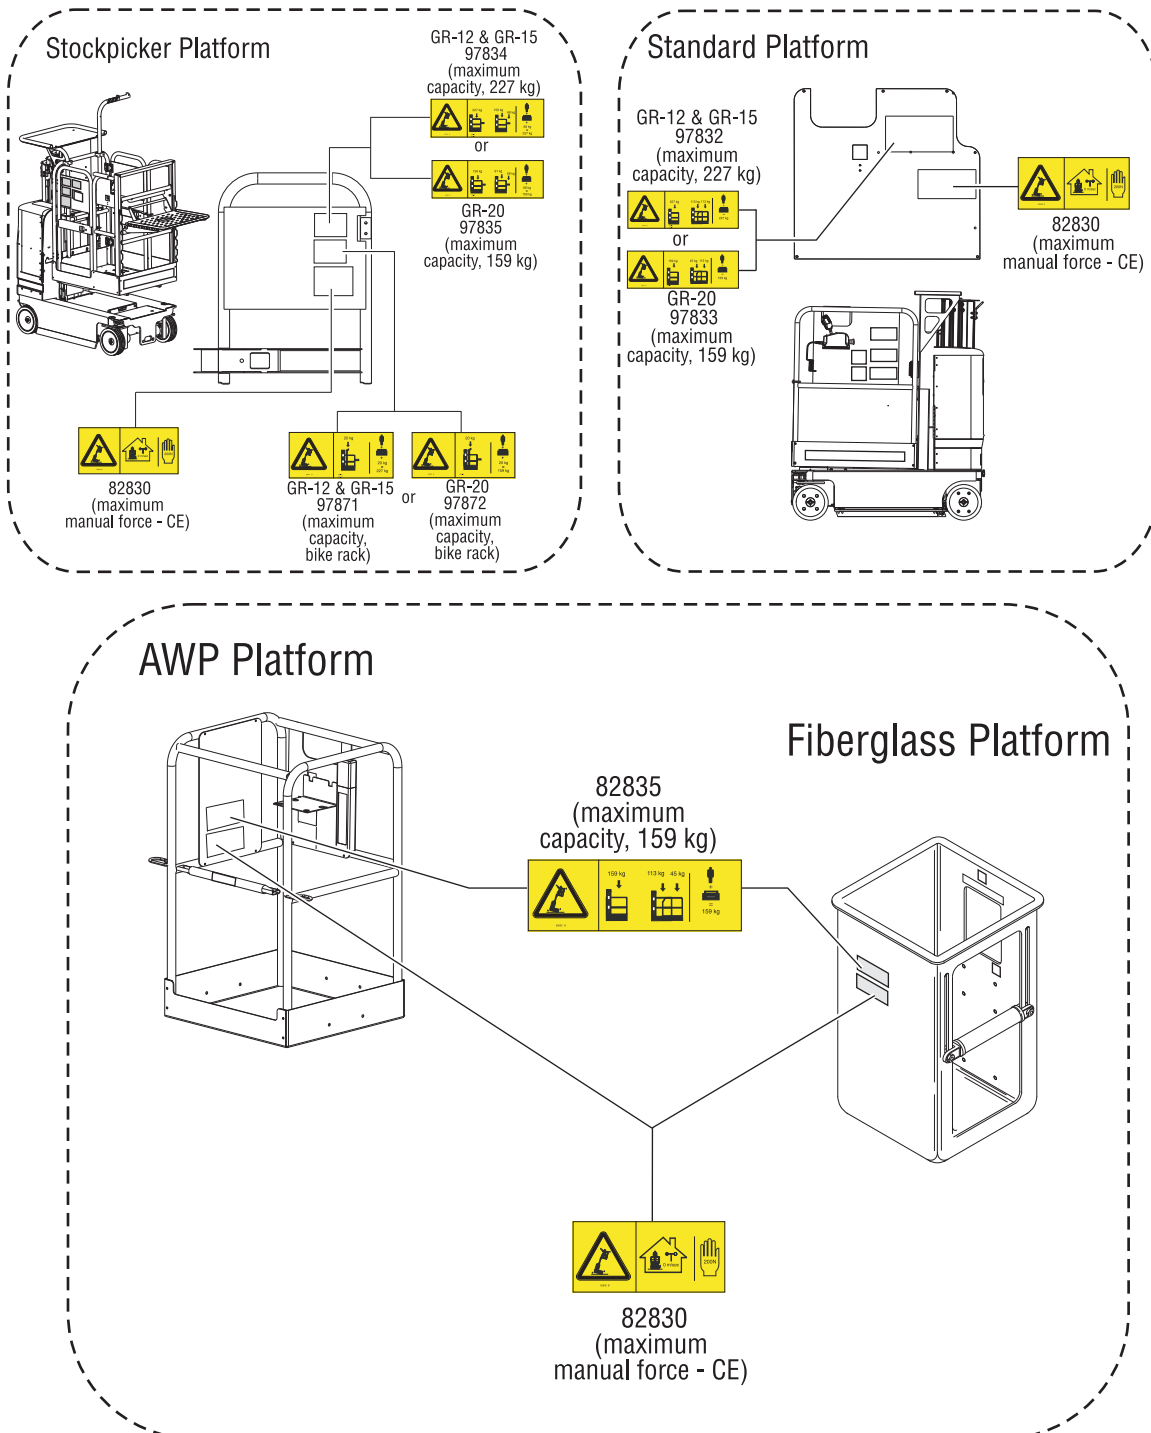 Stockpicker Platform
GR-12 & GR-15
97834
(maximum
capacity, 227 kg)
or
GR-20
97835
(maximum
capacity, 159 kg)
82830
(maximum
manual force - CE)
GR-12 & GR-15
97871
(maximum
capacity,
bike rack)
or
GR-20
97872
(maximum
capacity,
bike rack)
Standard Platform
GR-12 & GR-15
97832
(maximum
capacity, 227 kg)
or
GR-20
97833
(maximum
capacity, 159 kg)
82830
(maximum
manual force - CE)
AWP Platform
Fiberglass Platform
82835
(maximum
capacity, 159 kg)
159 kg
113 kg 45 kg
+
=
159 kg
200N
82830
(maximum
manual force - CE)